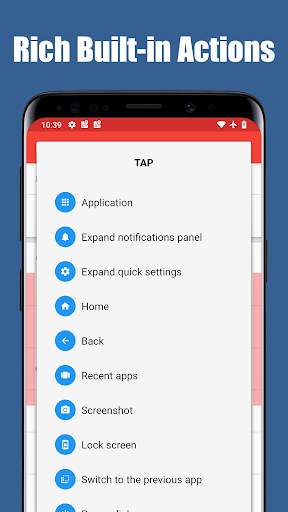 Rich Built-in Actions
10:39
TAP
Application
Expand notifications panel
Expand quick settings
Home
Back
Recent apps
Screenshot
Lock screen
Switch to the previous app